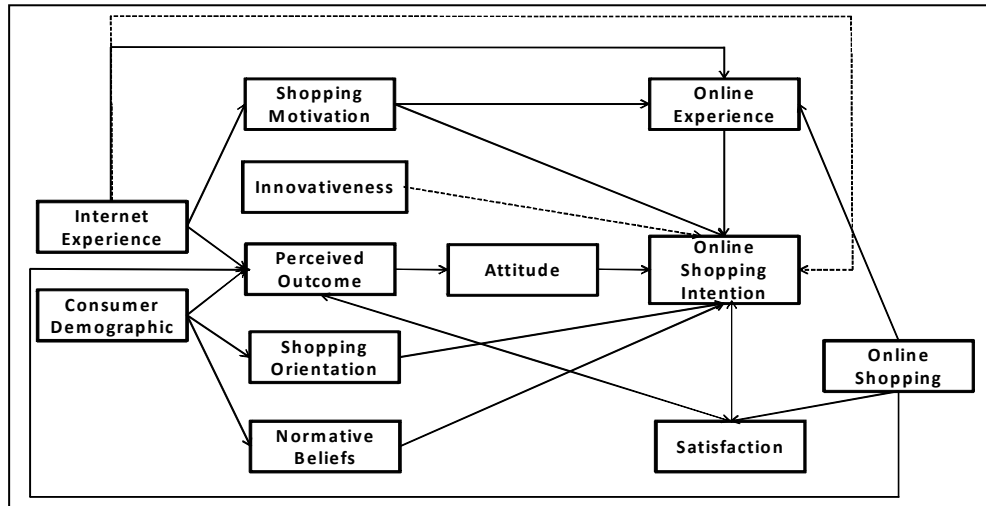 Shopping
Motivation
Online
Experience
Innovativeness
Internet
Experience
Perceived
Outcome
Attitude
Online
Shopping
Intention
Consumer
Demographic
Shopping
Orientation
Online
Shopping
Normative
Beliefs
Satisfaction